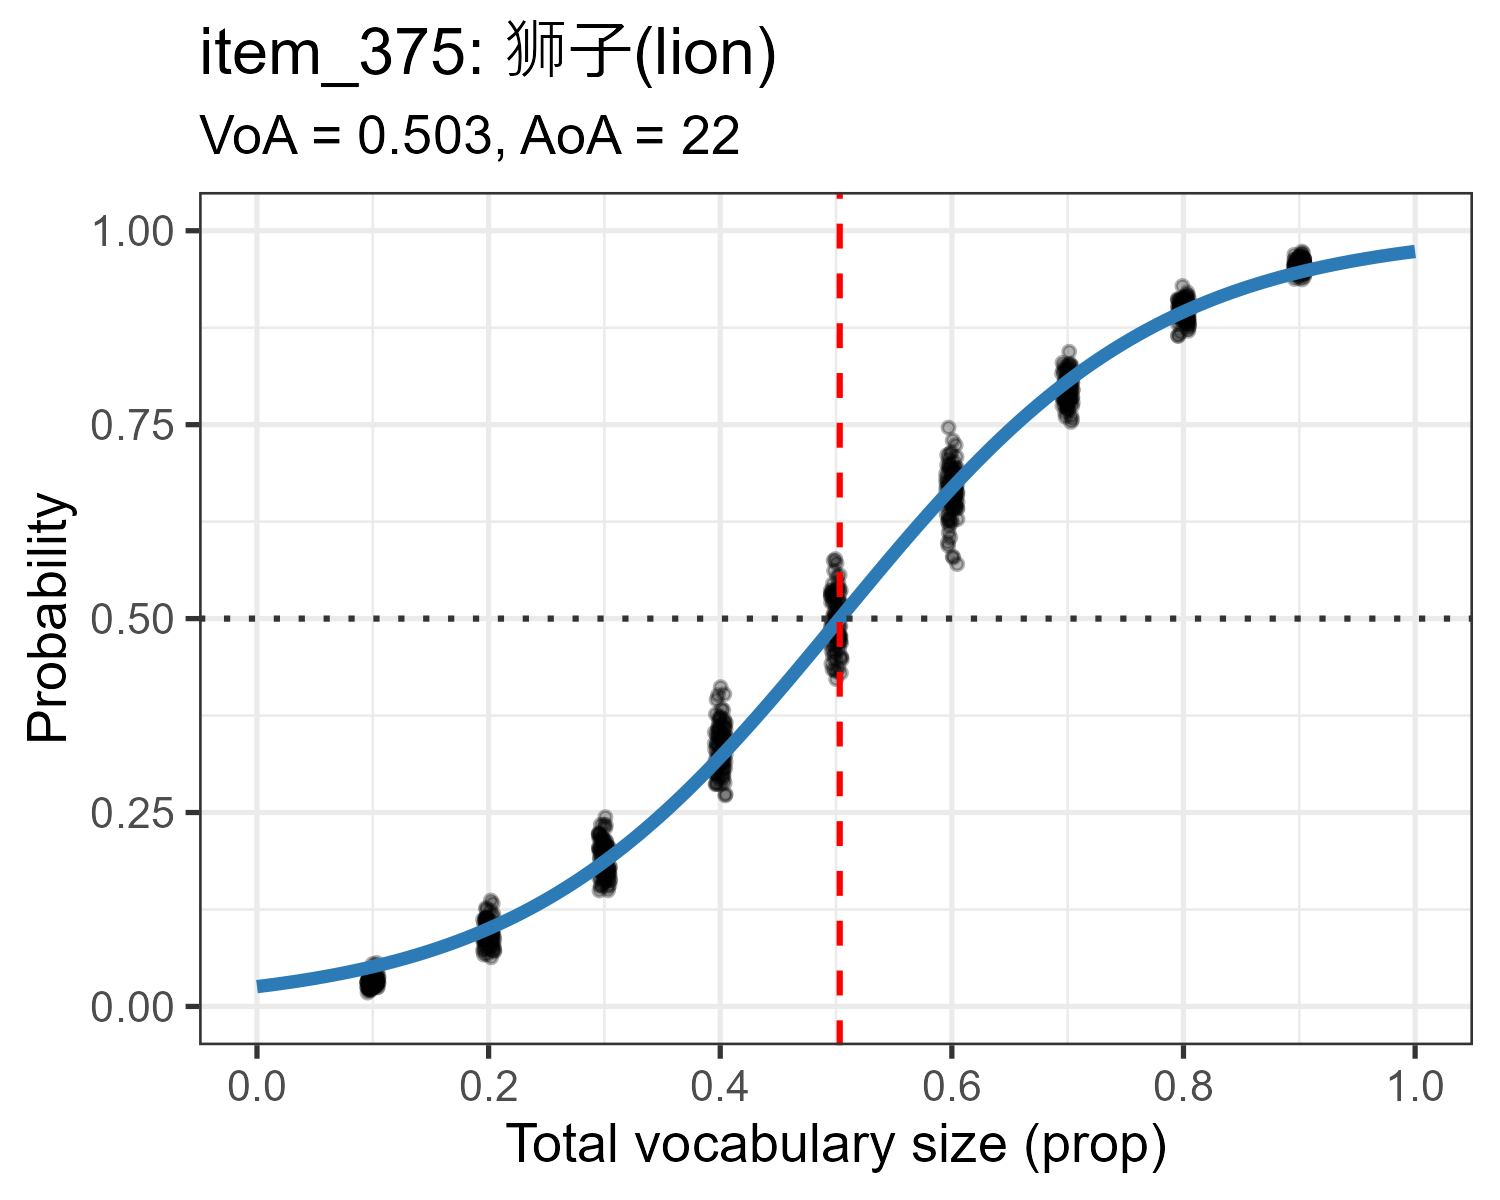 item_375: 狮子(lion)
VoA = 0.503, AoA = 22
1.00
0.75
0.50
0.25
0.00
Probability
0.0 0.2 0.4 0.6 0.8 1.0
Total vocabulary size (prop)